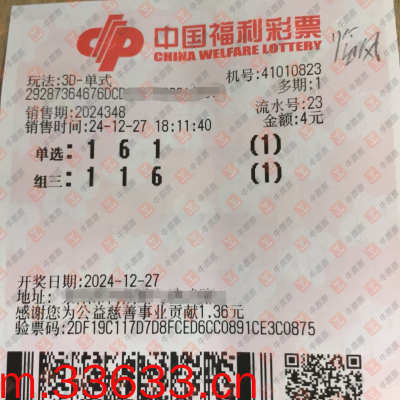 中国福利彩票
CHINA WELFARE LOTTERY
玩法:3D-单式 机号:41010823
29287364876DCD 多期:1
销售期:2024348 流水号:23
销售时间:24-12-27 18:11:40 金额:4元
单选:1 6 1 (1)
组三:1 1 6 (1)
开奖日期:2024-12-27
地址:
感谢您为公益慈善事业贡献1.36元
验票码:2DF19C117D7D8FCED6CC0891CE3C0875
m.33633.cn